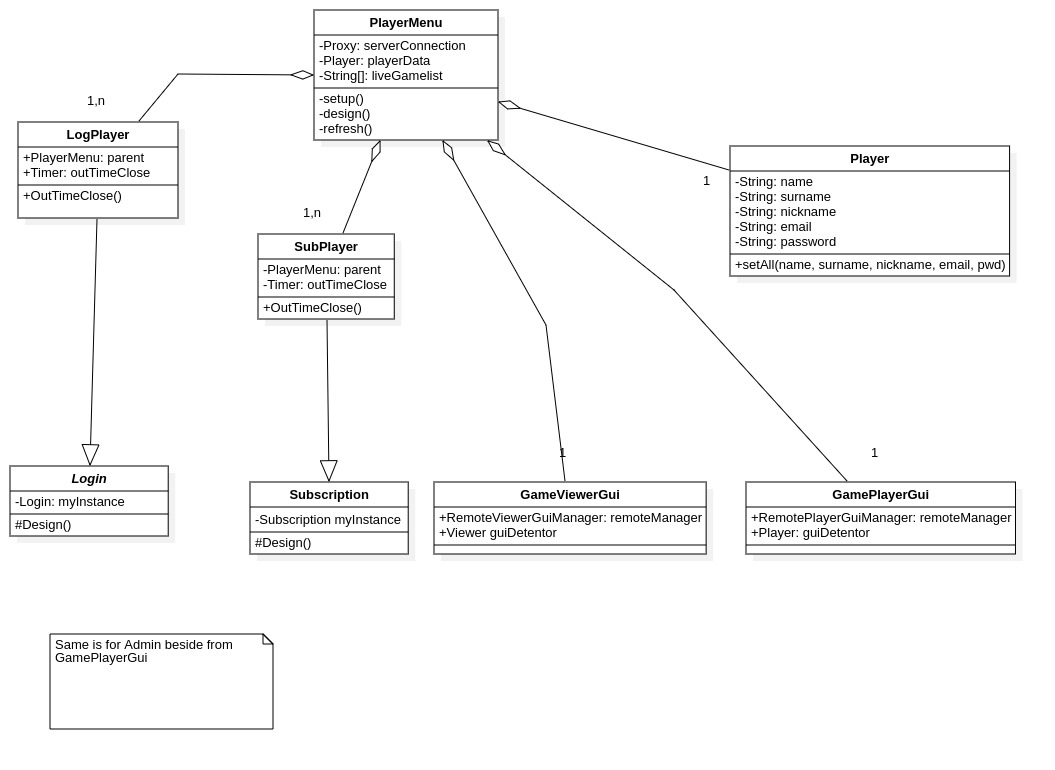 PlayerMenu
-Proxy: serverConnection
-Player: playerData
-String[]: liveGamelist
-setup()
-design()
-refresh()
1,n
LogPlayer
+PlayerMenu: parent
+Timer: outTimeClose
+OutTimeClose()
1
Player
-String: name
-String: surname
-String: nickname
-String: email
-String: password
+setAll(name, surname, nickname, email, pwd)
1,n
SubPlayer
-PlayerMenu: parent
-Timer: outTimeClose
+OutTimeClose()
Login
-Login: myInstance
#Design()
Subscription
-Subscription myInstance
#Design()
1
GameViewerGui
+RemoteViewerGuiManager: remoteManager
+Viewer guiDetentor
1
GamePlayerGui
+RemotePlayerGuiManager: remoteManager
+Player: guiDetentor
Same is for Admin beside from
GamePlayerGui